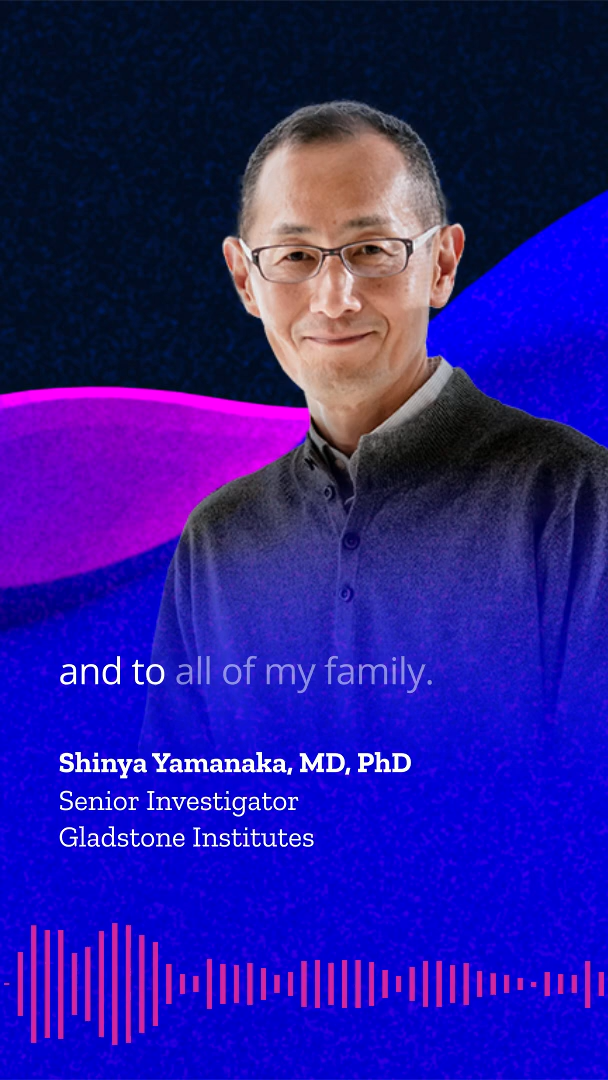 and to all of my family.
Shinya Yamanaka, MD, PhD
Senior Investigator
Gladstone Institutes